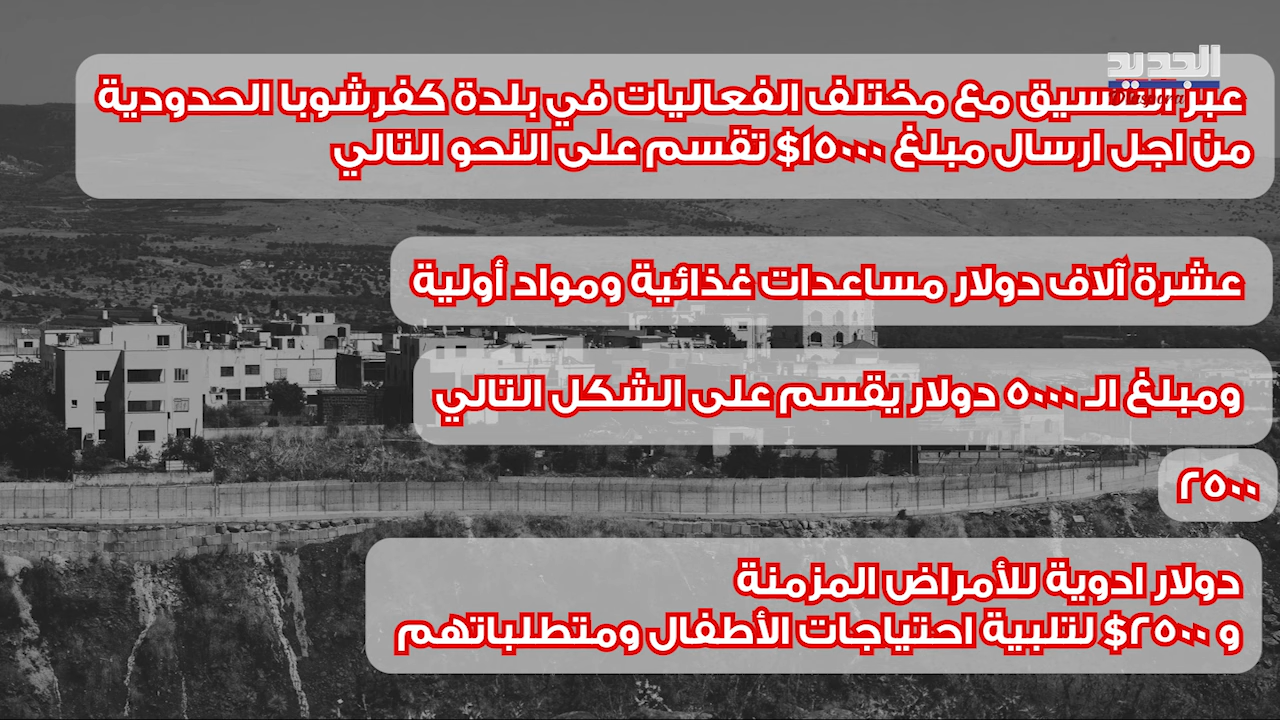 الجديد
Diaspora
عبر التنسيق مع مختلف الفعاليات في بلدة كفرشوبا الحدودية
من اجل ارسال مبلغ ١٥٠٠٠$ تقسم على النحو التالي
عشرة آلاف دولار مساعدات غذائية ومواد أولية
ومبلغ الـ ٥٠٠٠ دولار يقسم على الشكل التالي
٢٥٠٠
دولار ادوية للأمراض المزمنة
و ٢٥٠٠$ لتلبية احتياجات الأطفال ومتطلباتهم